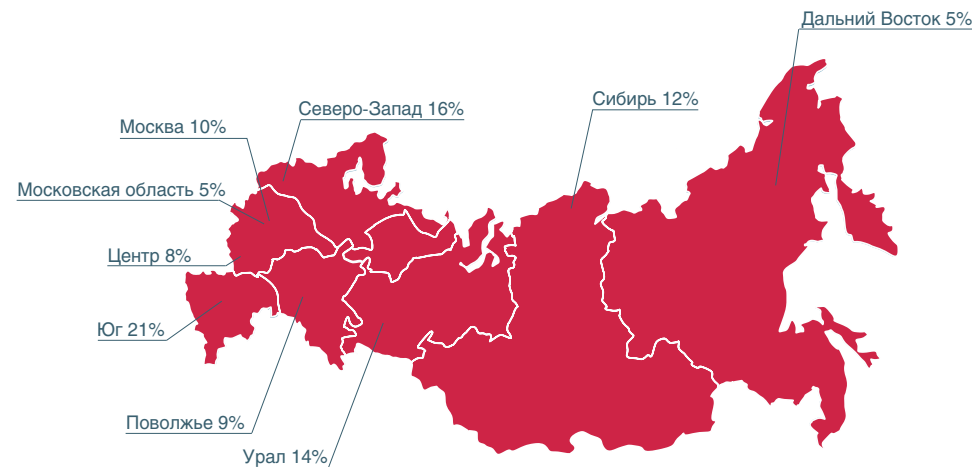 Дальний Восток 5%
Сибирь 12%
Северо-Запад 16%
Москва 10%
Московская область 5%
Центр 8%
Юг 21%
Поволжье 9%
Урал 14%